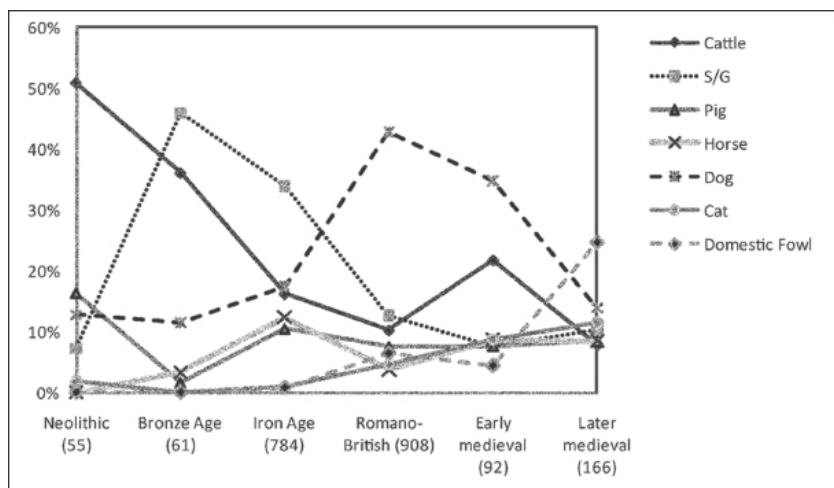 60%
50%
40%
30%
20%
10%
0%
Neolithic
(55)
Bronze Age
(61)
Iron Age
(784)
Romano-
British (908)
Early
medieval
(92)
Later
medieval
(166)
Cattle
S/G
Pig
Horse
Dog
Cat
Domestic Fowl